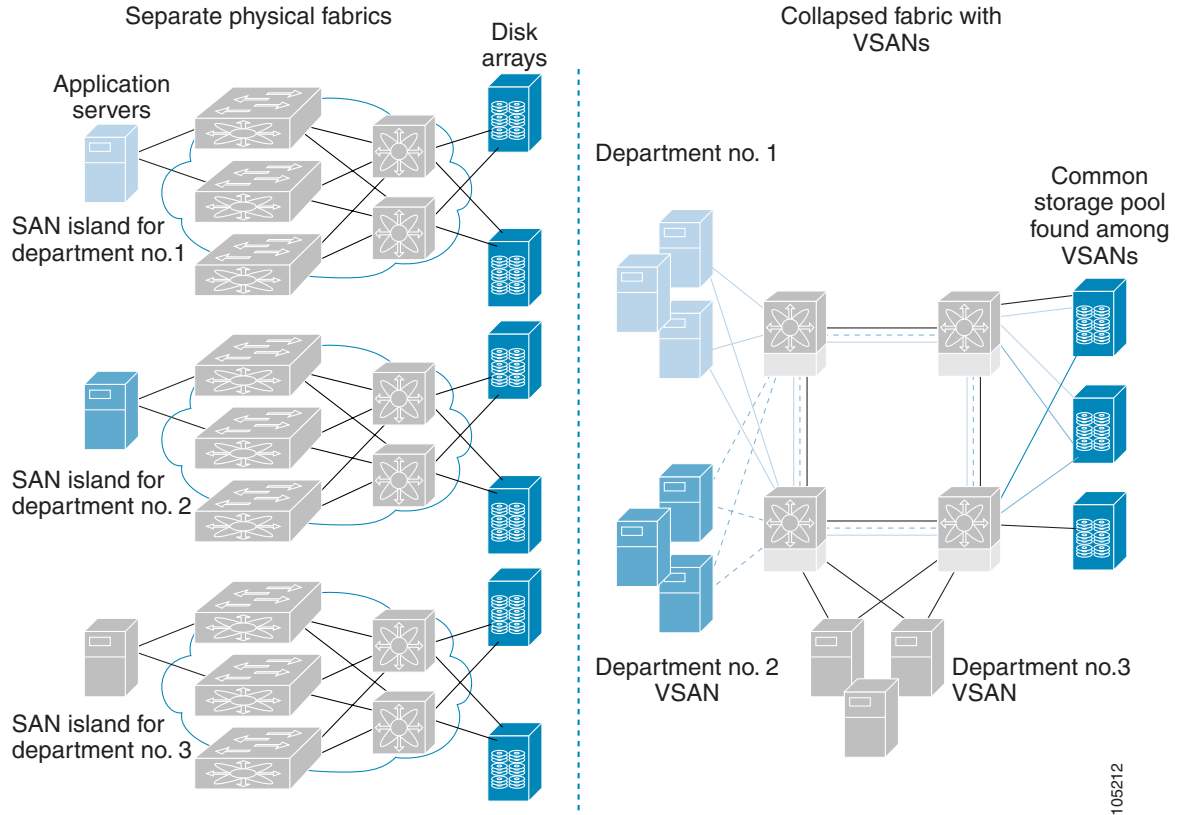 Separate physical fabrics
Disk
arrays
Application
servers
SAN island for
department no.1
SAN island for
department no. 2
SAN island for
department no. 3
Collapsed fabric with
VSANs
Department no. 1
Common
storage pool
found among
VSANs
Department no. 2
VSAN
Department no.3
VSAN
105212